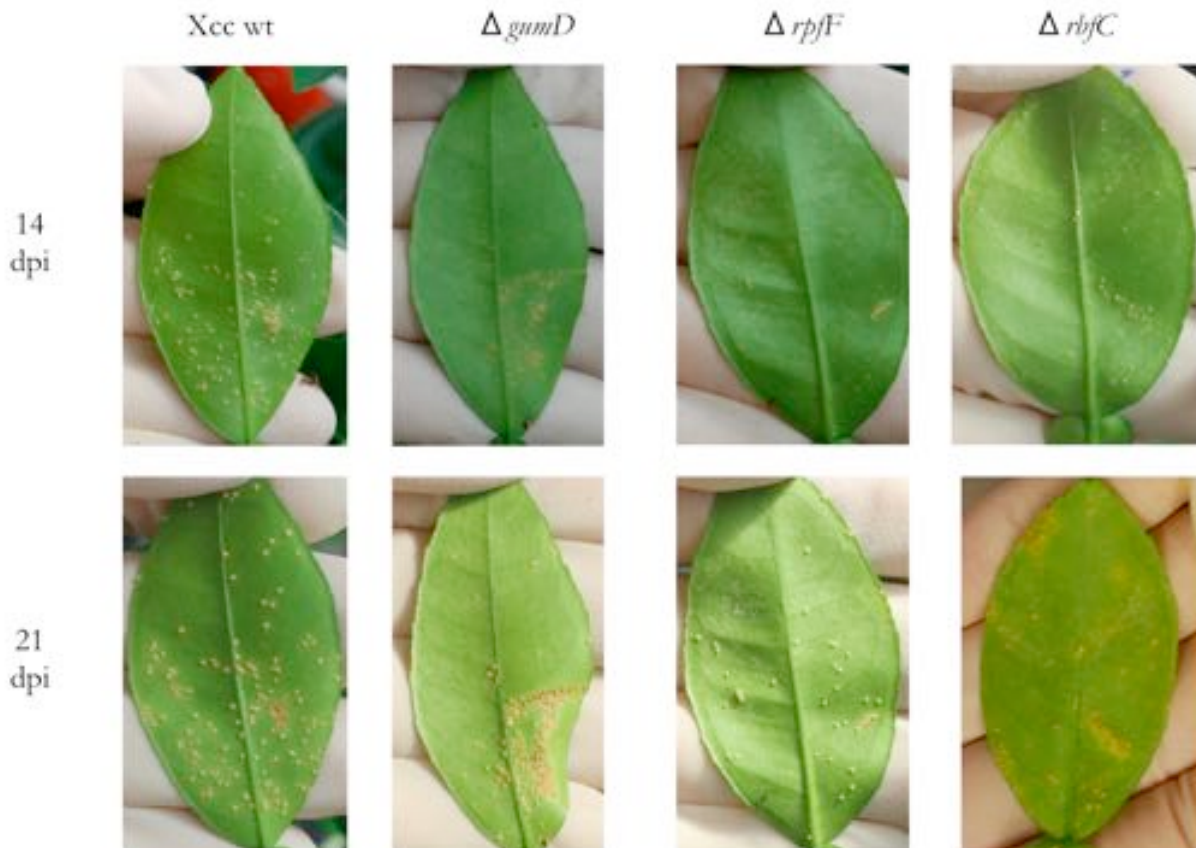 Xcc wt
Δ gumD
Δ rpfF
Δ rbfC
14
dpi
21
dpi